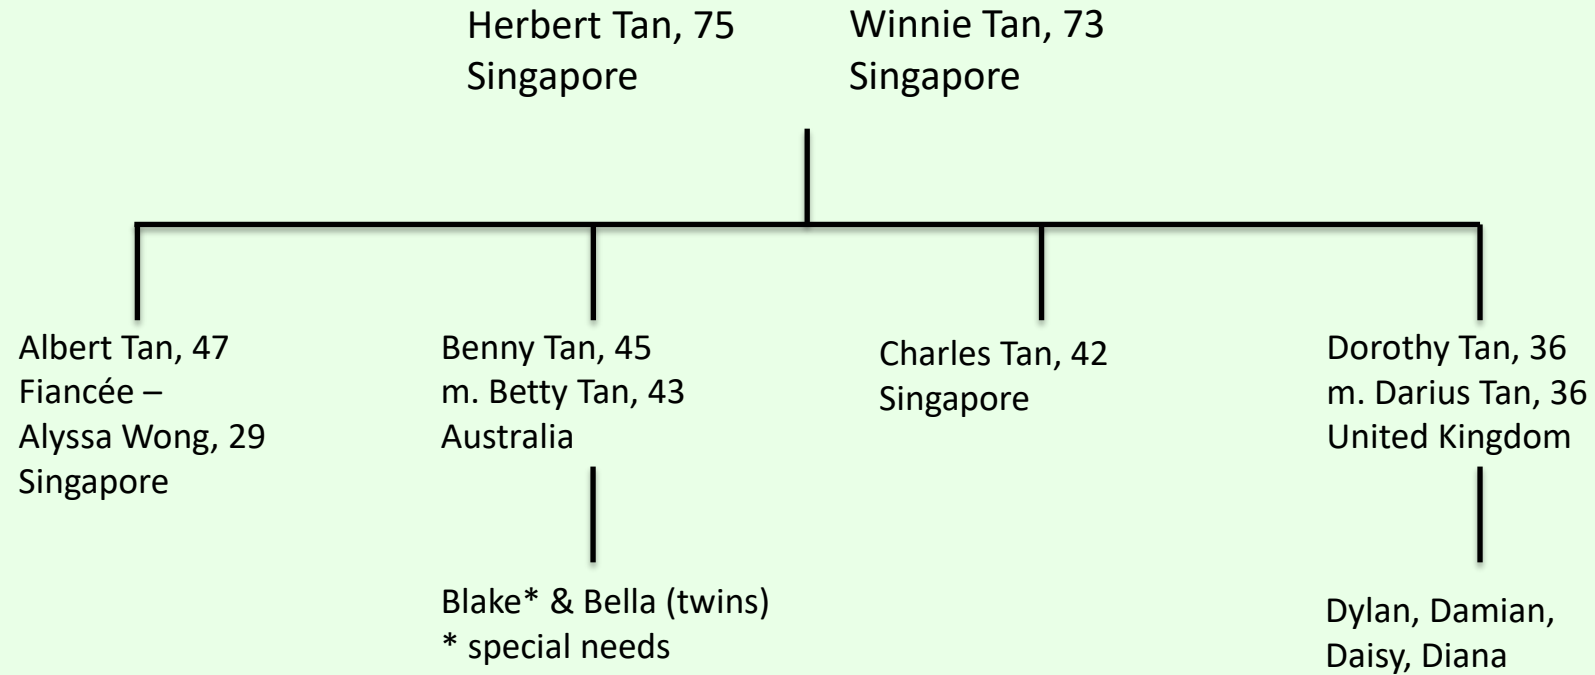 Herbert Tan, 75
Singapore
Winnie Tan, 73
Singapore
Albert Tan, 47
Fiancée –
Alyssa Wong, 29
Singapore
Benny Tan, 45
m. Betty Tan, 43
Australia
Charles Tan, 42
Singapore
Dorothy Tan, 36
m. Darius Tan, 36
United Kingdom
Blake* & Bella (twins)
* special needs
Dylan, Damian,
Daisy, Diana